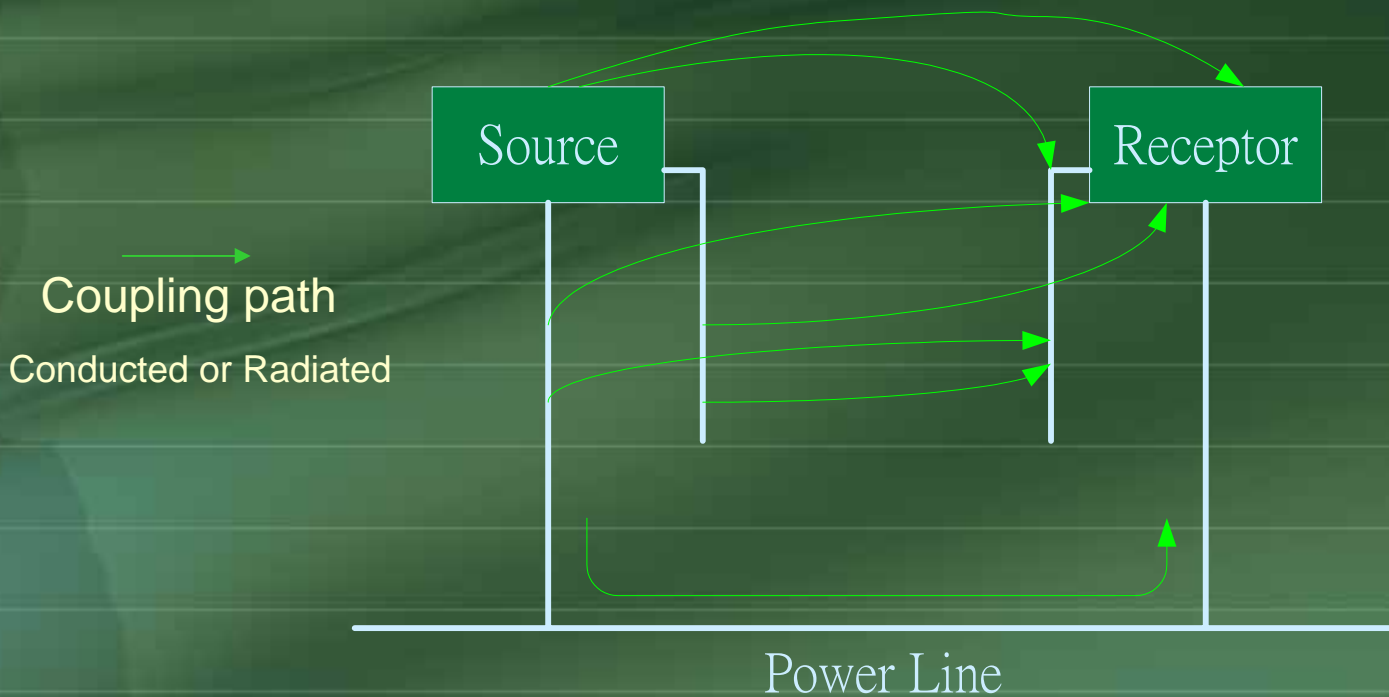 Source
Receptor
Coupling path
Conducted or Radiated
Power Line